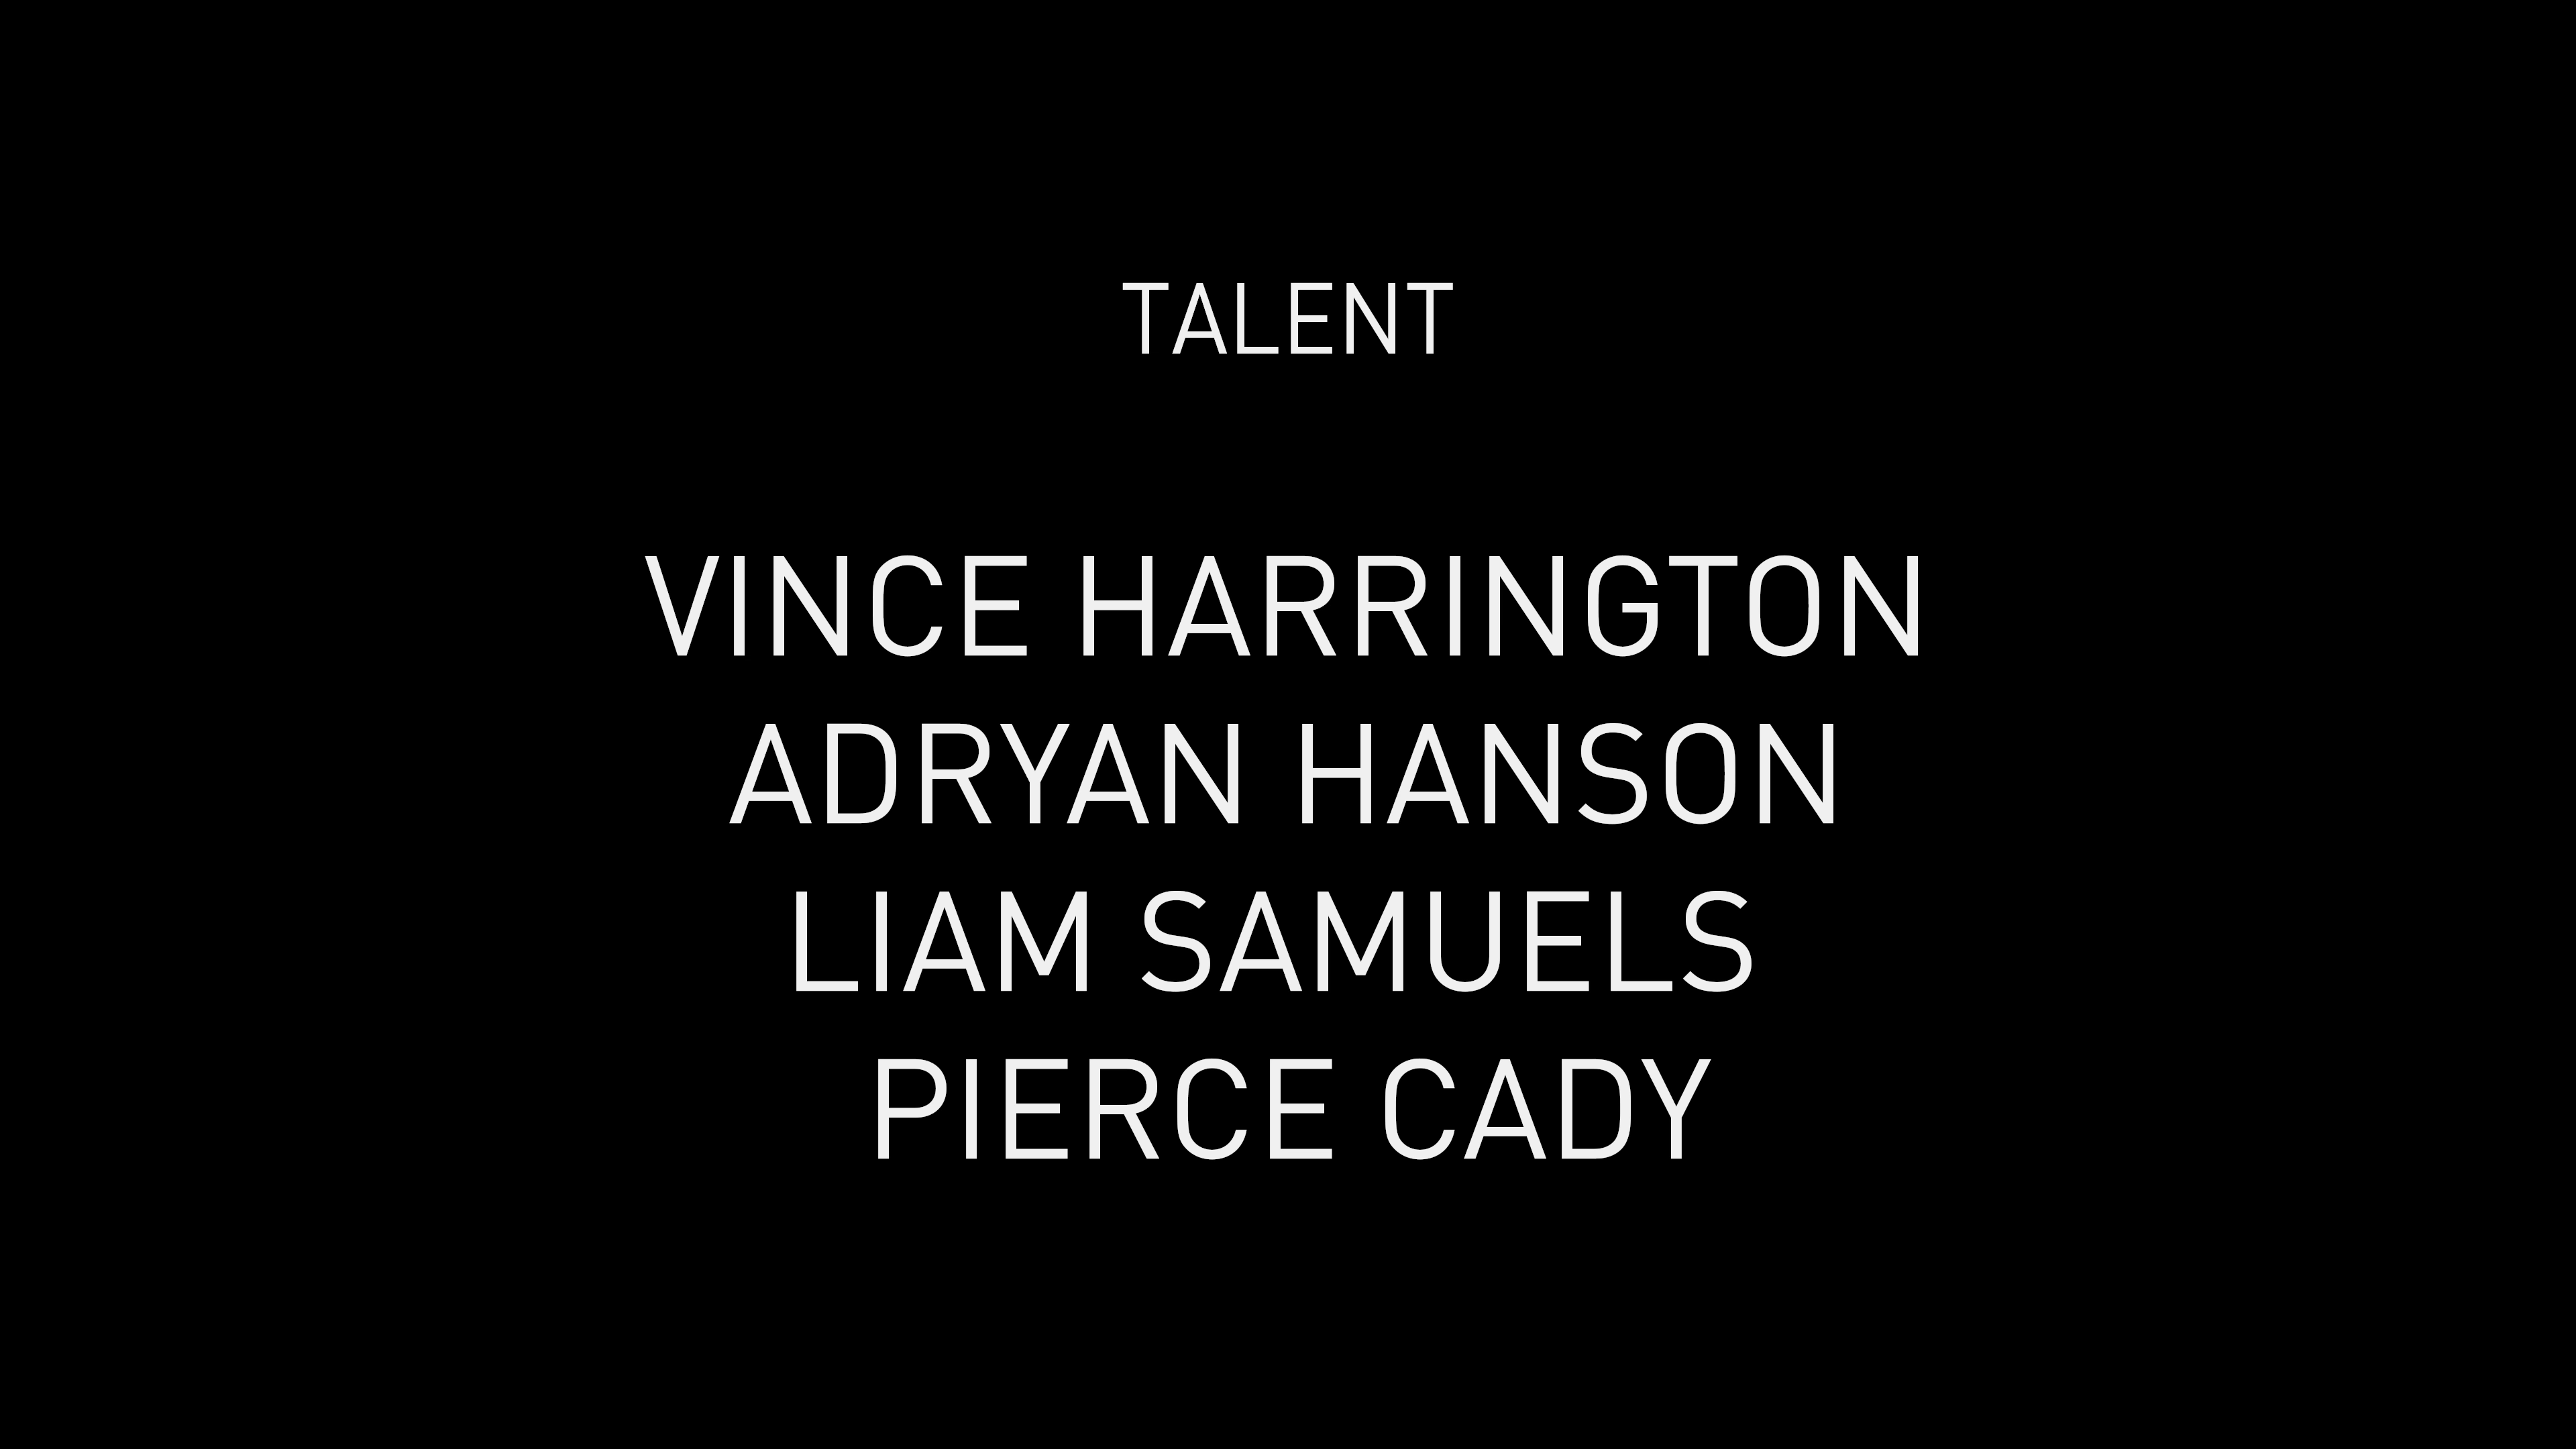 TALENT
VINCE HARRINGTON
ADRYAN HANSON
LIAM SAMUELS
PIERCE CADY